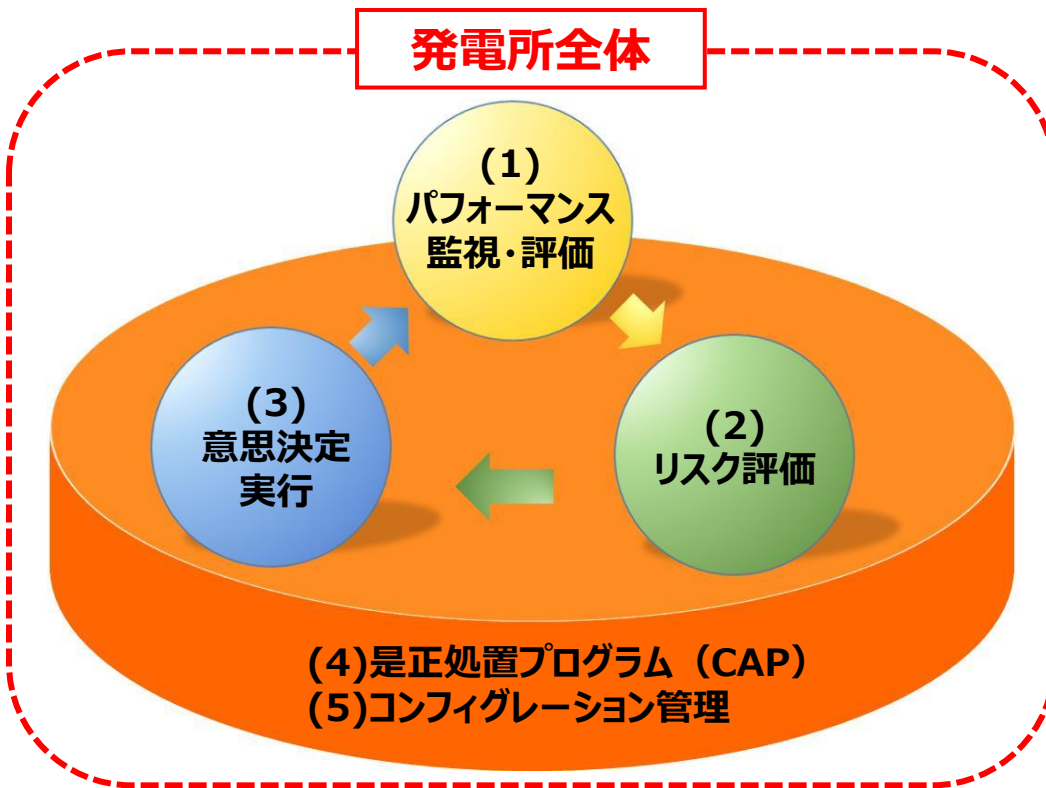 発電所全体
(1)
パフォーマンス
監視・評価
(2)
リスク評価
(3)
意思決定
実行
(4)是正処置プログラム（CAP）
(5)コンフィグレーション管理